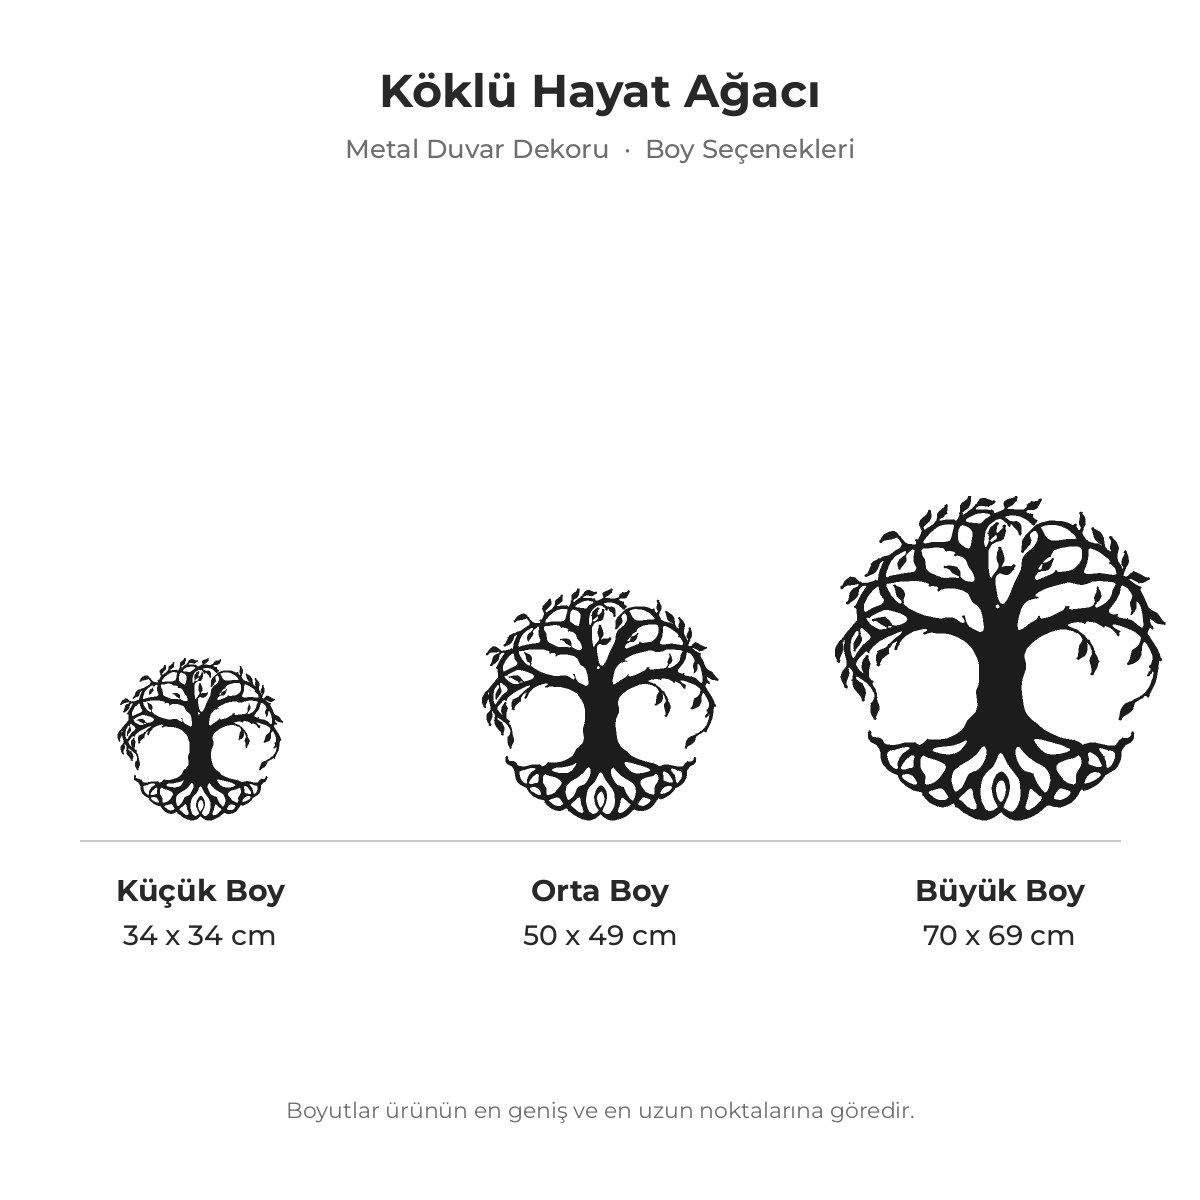 Köklü Hayat Ağacı
Metal Duvar Dekoru · Boy Seçenekleri
Küçük Boy
34 x 34 cm
Orta Boy
50 x 49 cm
Büyük Boy
70 x 69 cm
Boyutlar ürünün en geniş ve en uzun noktalarına göredir.